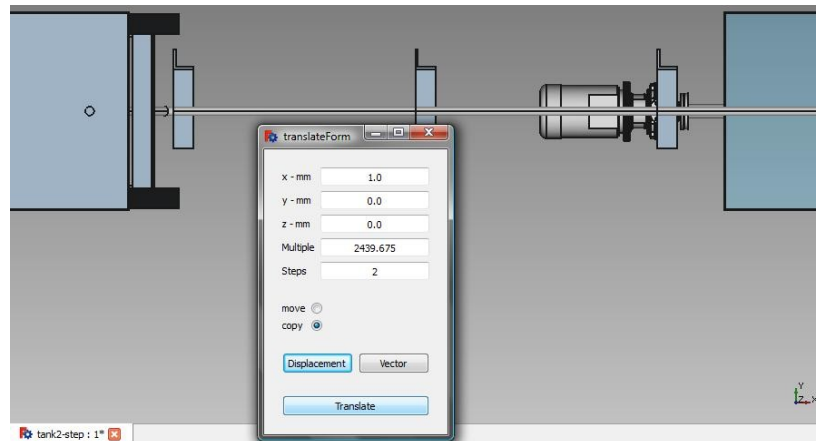 translateForm
x - mm 1.0
y - mm 0.0
z - mm 0.0
Multiple 2439.675
Steps 2
move
copy
Displacement Vector
Translate
Y
Z X
tank2-step : 1*